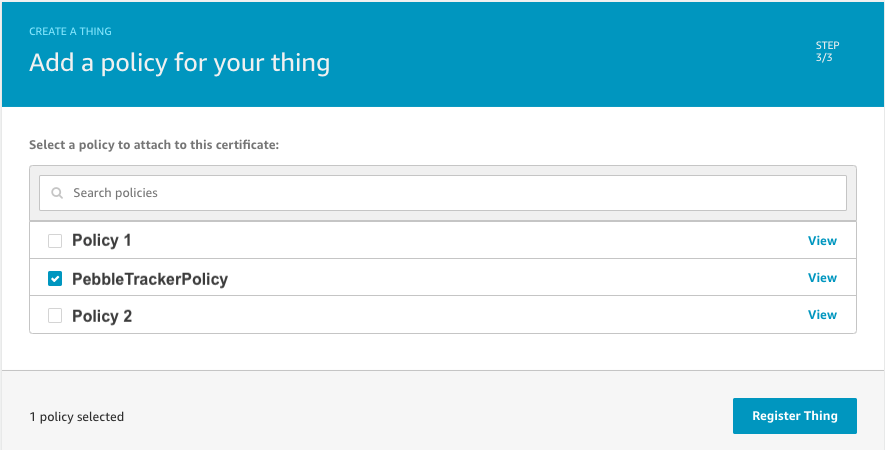 CREATE A THING
Add a policy for your thing
STEP
3/3
Select a policy to attach to this certificate:
Search policies
Policy 1 View
PebbleTrackerPolicy View
Policy 2 View
1 policy selected Register Thing